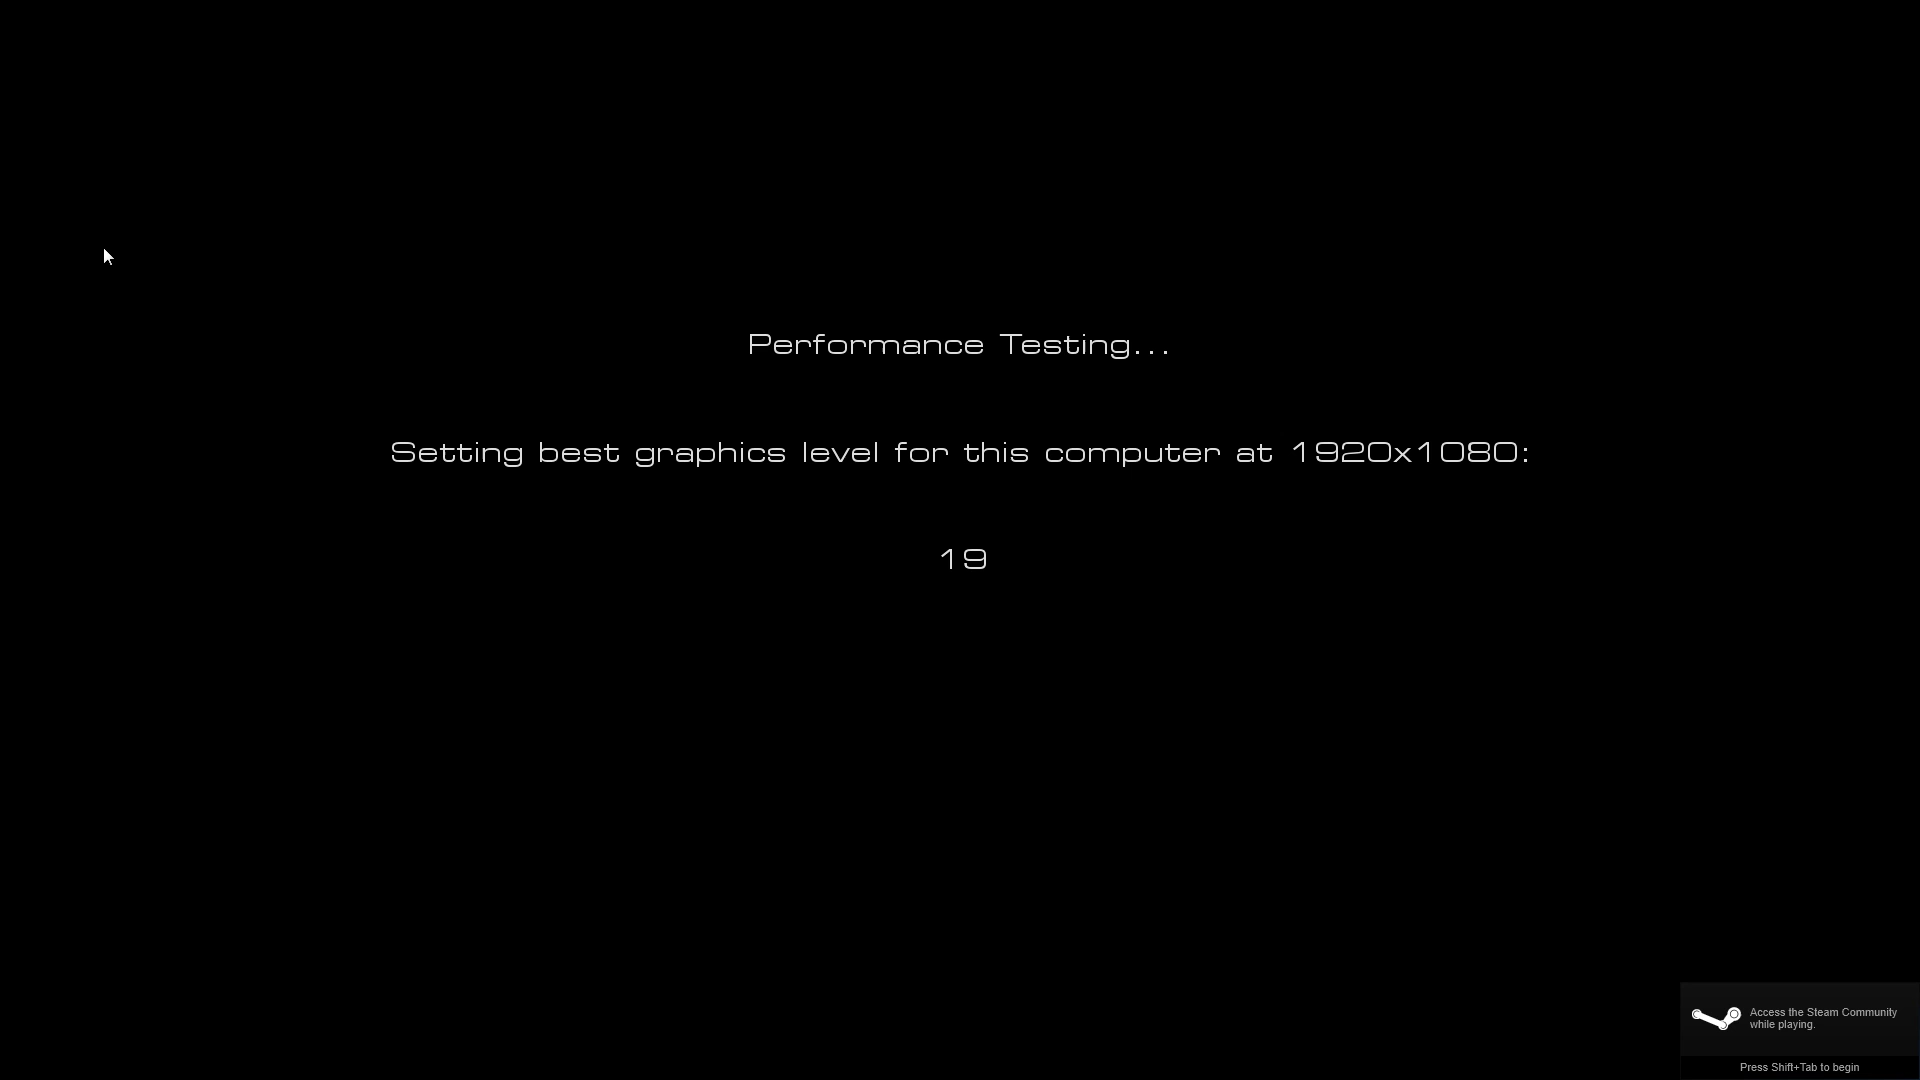 Performance Testing...
Setting best graphics level for this computer at 1920x1080:
19
Access the Steam Community
while playing.
Press Shift+Tab to begin